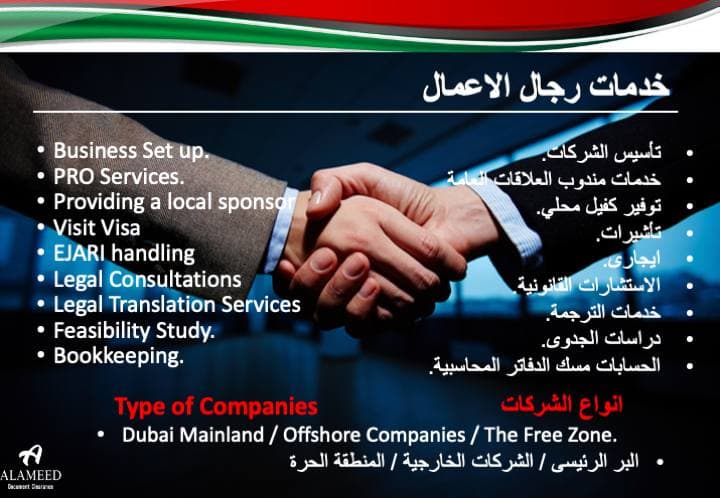 خدمات رجال الاعمال
• Business Set up.
• PRO Services.
• Providing a local sponsor
• Visit Visa
• EJARI handling
• Legal Consultations
• Legal Translation Services
• Feasibility Study.
• Bookkeeping.
• تأسيس الشركات.
• خدمات مندوب العلاقات العامة
• توفير كفيل محلي.
• تأشيرات.
• ايجارى.
• الاستشارات القانونية.
• خدمات الترجمة.
• دراسات الجدوى.
• الحسابات مسك الدفاتر المحاسبية.
Type of Companies
انواع الشركات
• Dubai Mainland / Offshore Companies / The Free Zone.
• البر الرئيسى / الشركات الخارجية / المنطقة الحرة
ALAMEED
Document Clearance